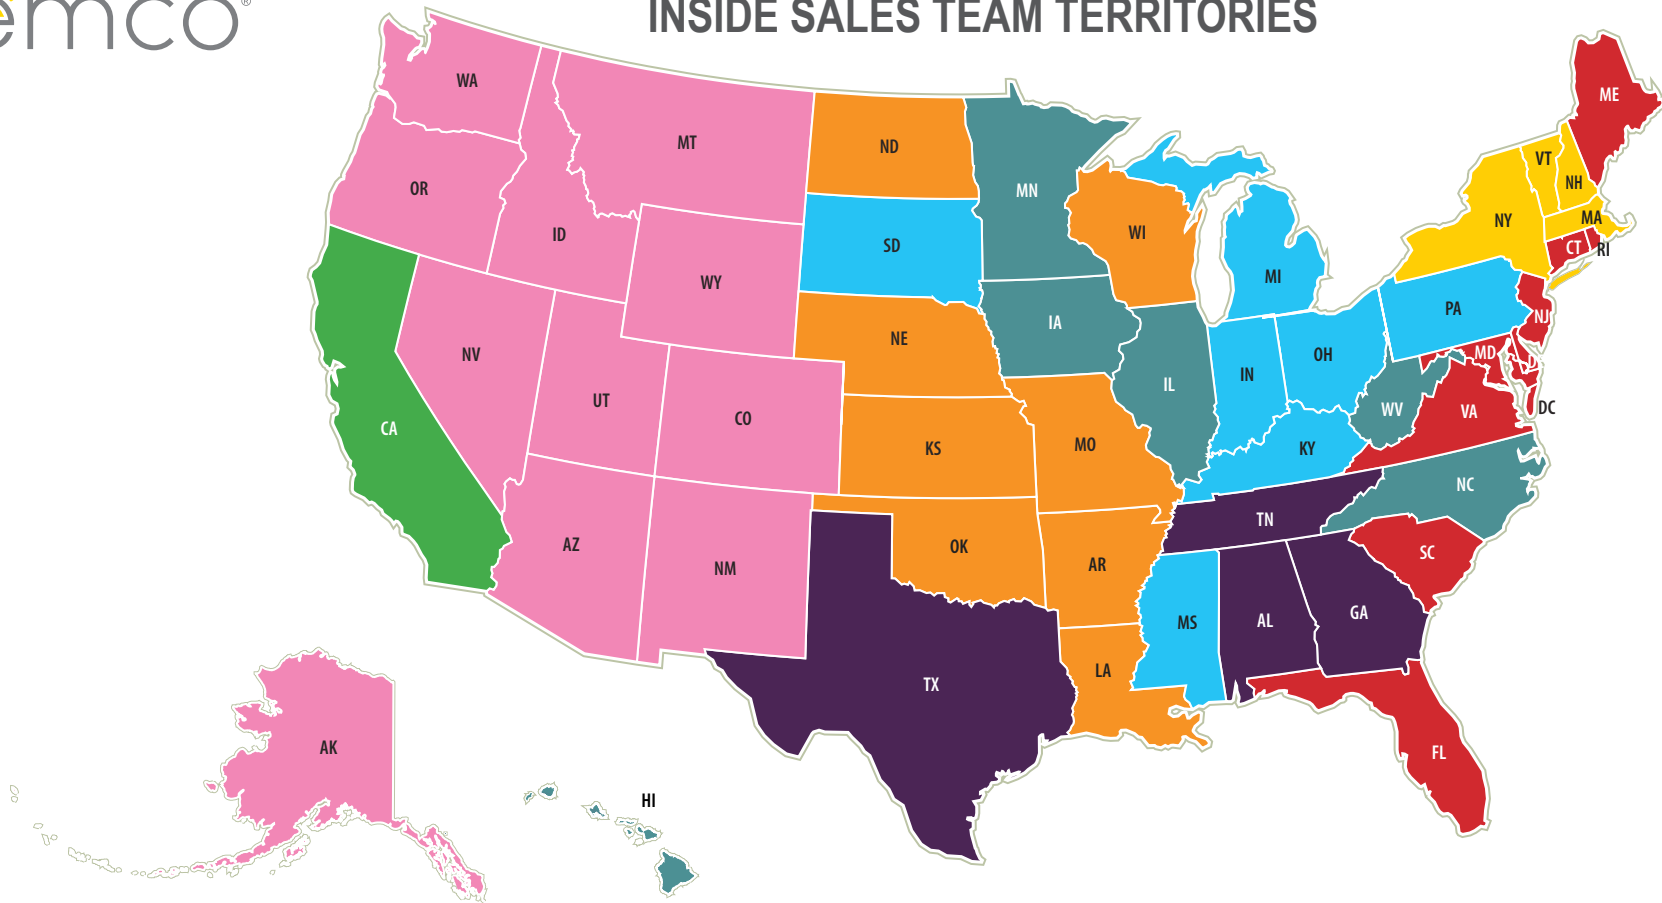 emco®
INSIDE SALES TEAM TERRITORIES
WA
MT
ND
MN
OR
ID
WY
SD
WI
MI
ME
VT
NH
NY
MA
CT
RI
PA
NJ
NV
UT
CO
NE
IA
IL
IN
OH
MD
D
DC
WV
VA
KY
CA
KS
MO
NC
TN
AZ
NM
OK
AR
SC
MS
AL
GA
TX
LA
FL
AK
HI